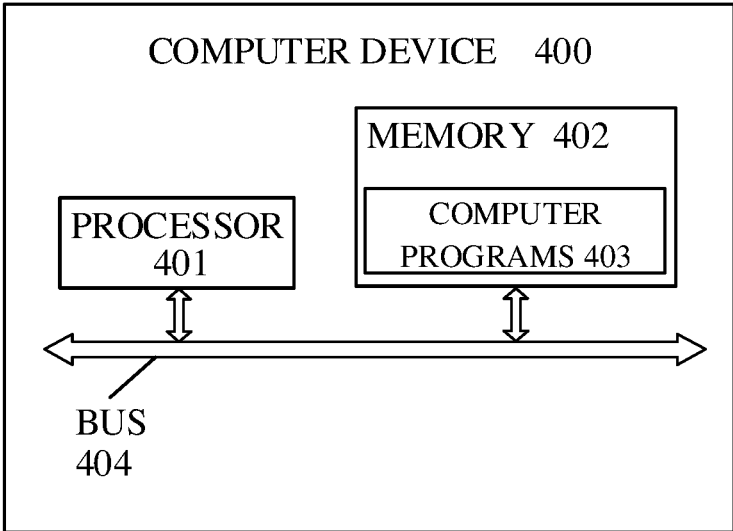 COMPUTER DEVICE 400
MEMORY 402
COMPUTER
PROGRAMS 403
PROCESSOR
401
BUS
404